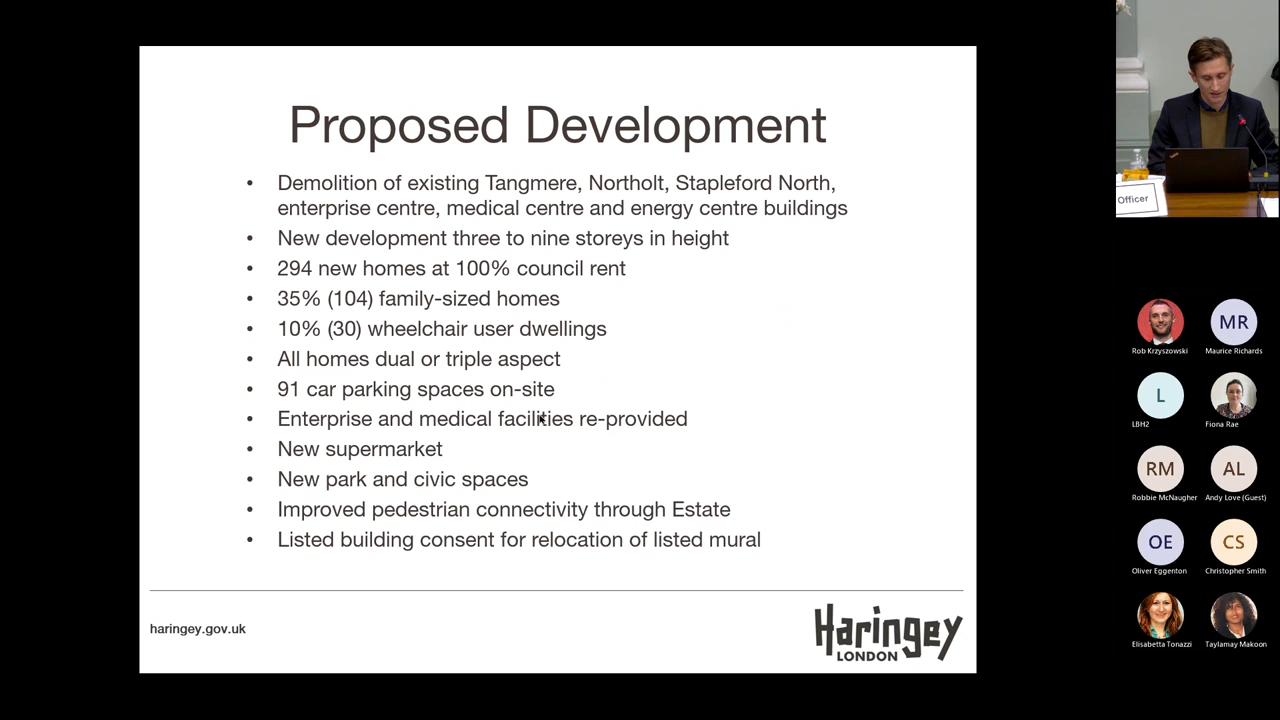 Proposed Development
• Demolition of existing Tangmere, Northolt, Stapleford North,
enterprise centre, medical centre and energy centre buildings
• New development three to nine storeys in height
• 294 new homes at 100% council rent
• 35% (104) family-sized homes
• 10% (30) wheelchair user dwellings
• All homes dual or triple aspect
• 91 car parking spaces on-site
• Enterprise and medical facilities re-provided
• New supermarket
• New park and civic spaces
• Improved pedestrian connectivity through Estate
• Listed building consent for relocation of listed mural
haringey.gov.uk
Haringey
LONDON
Officer
Rob Krzyszowski
MR
Maurice Richards
L
LBH2
Fiona Rae
RM
Robbie McNaugher
AL
Andy Love (Guest)
OE
Oliver Eggenton
CS
Christopher Smith
Elisabetta Tonazzi
Taylamay Makoon